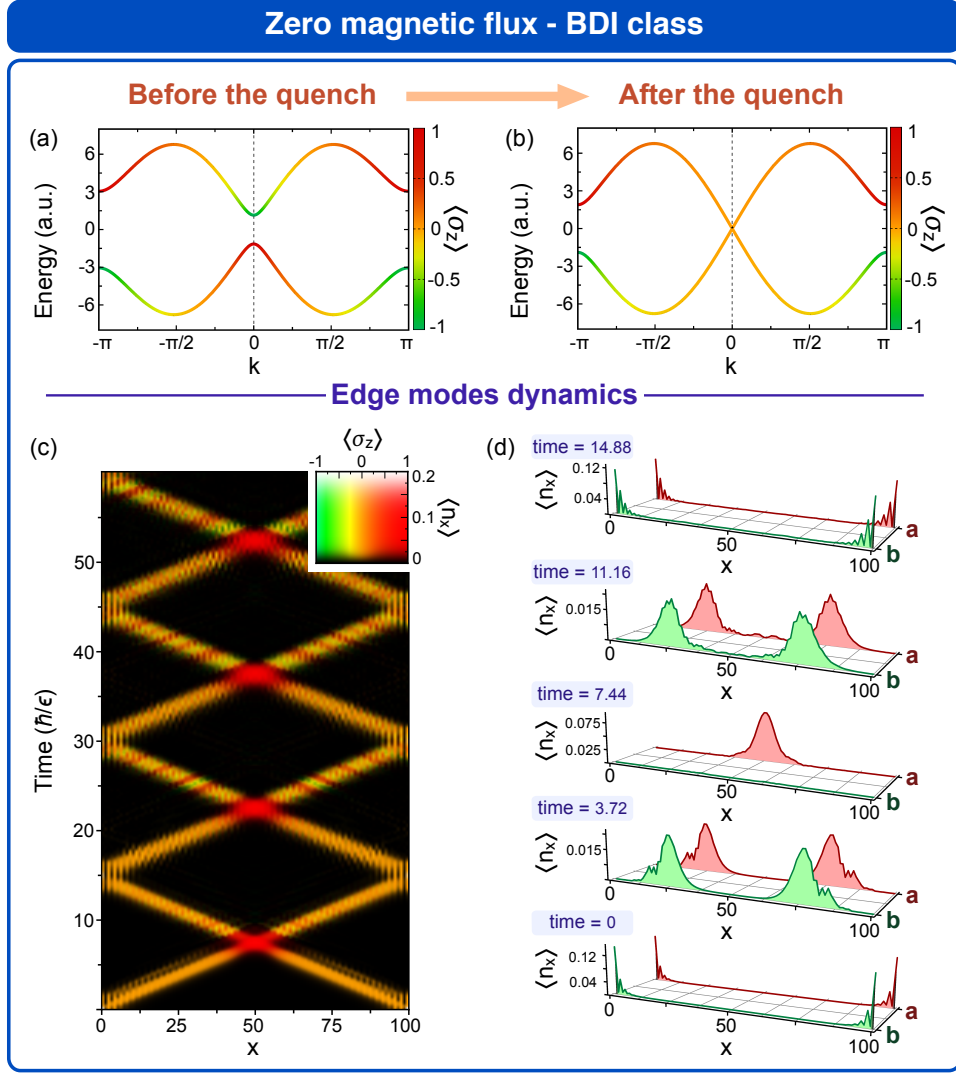 Zero magnetic flux - BDI class
Before the quench
After the quench
(a)
Energy (a.u.)
6
3
0
-3
-6
-π
-π/2
0
π/2
π
k
1
0.5
0
-0.5
-1
⟨σz⟩
(b)
Energy (a.u.)
6
3
0
-3
-6
-π
-π/2
0
π/2
π
k
1
0.5
0
-0.5
-1
⟨σz⟩
Edge modes dynamics
(c)
⟨σz⟩
-1
0
1
0.2
0.1
0
⟨nx⟩
Time (ħ/ϵ)
50
40
30
20
10
0
25
50
75
100
x
(d)
time = 14.88
⟨nx⟩
0.12
0.04
0
50
100
x
a
b
time = 11.16
⟨nx⟩
0.015
0
50
100
x
a
b
time = 7.44
⟨nx⟩
0.075
0.025
0
50
100
x
a
b
time = 3.72
⟨nx⟩
0.015
0
50
100
x
a
b
time = 0
⟨nx⟩
0.12
0.04
0
50
100
x
a
b